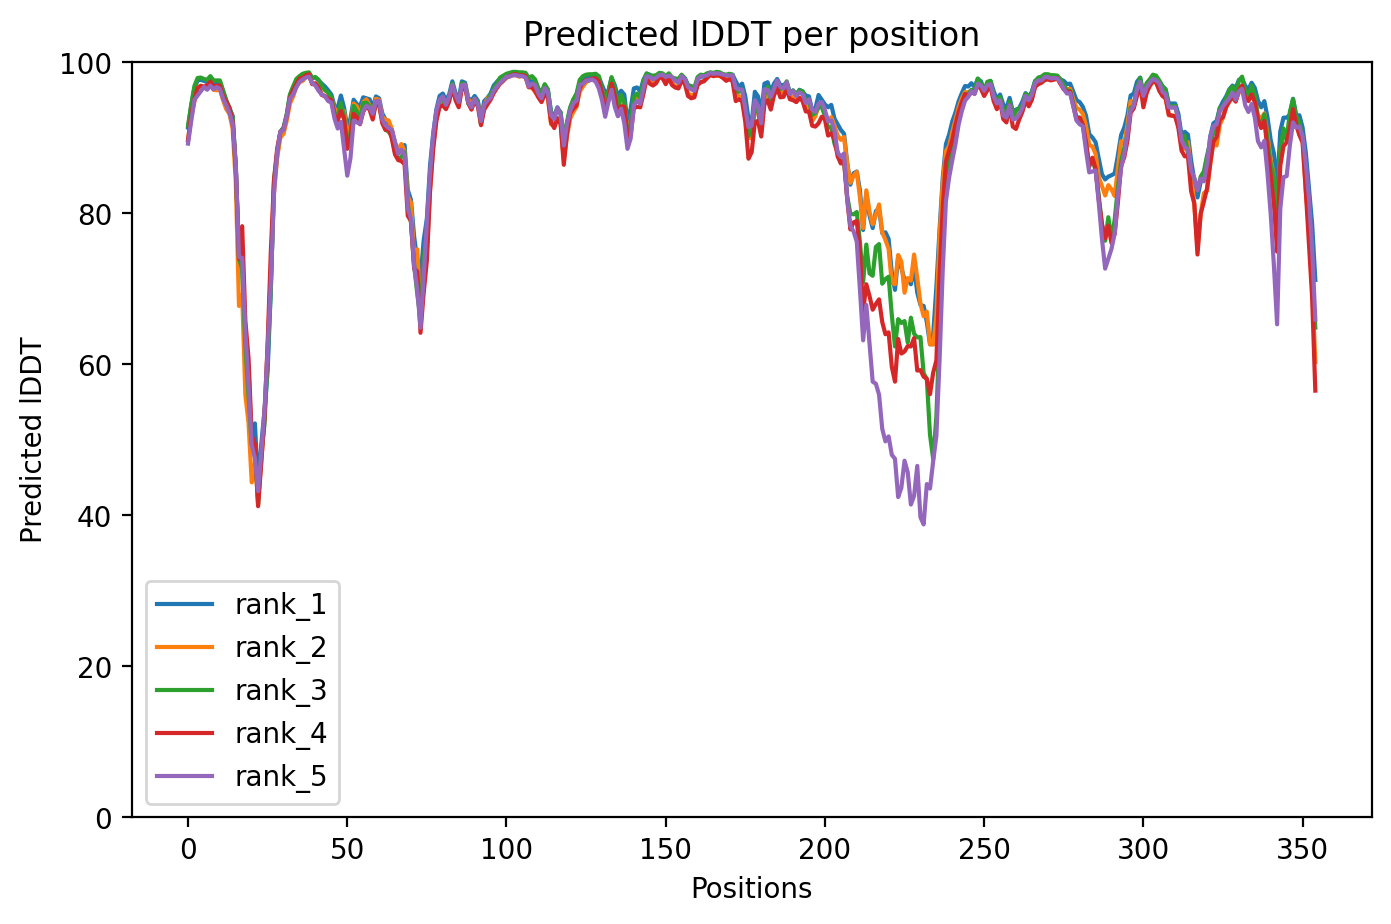 Predicted lDDT per position
100
80
60
40
20
0
Predicted lDDT
rank_1
rank_2
rank_3
rank_4
rank_5
0 50 100 150 200 250 300 350
Positions